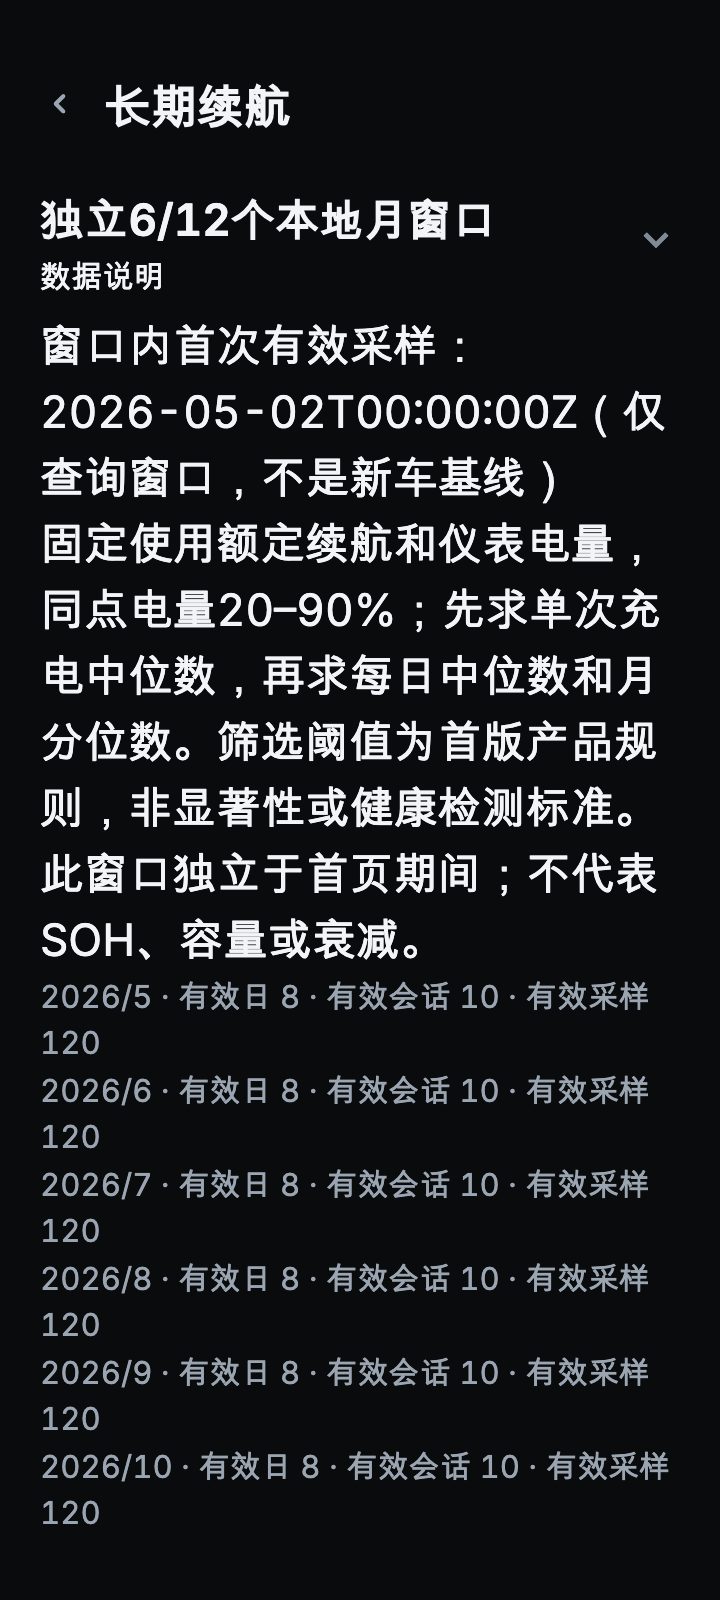 长期续航
独立6/12个本地月窗口
数据说明
窗口内首次有效采样：
2026-05-02T00:00:00Z（仅
查询窗口，不是新车基线）
固定使用额定续航和仪表电量，
同点电量20–90%；先求单次充
电中位数，再求每日中位数和月
分位数。筛选阈值为首版产品规
则，非显著性或健康检测标准。
此窗口独立于首页期间；不代表
SOH、容量或衰减。
2026/5 · 有效日 8 · 有效会话 10 · 有效采样
120
2026/6 · 有效日 8 · 有效会话 10 · 有效采样
120
2026/7 · 有效日 8 · 有效会话 10 · 有效采样
120
2026/8 · 有效日 8 · 有效会话 10 · 有效采样
120
2026/9 · 有效日 8 · 有效会话 10 · 有效采样
120
2026/10 · 有效日 8 · 有效会话 10 · 有效采样
120